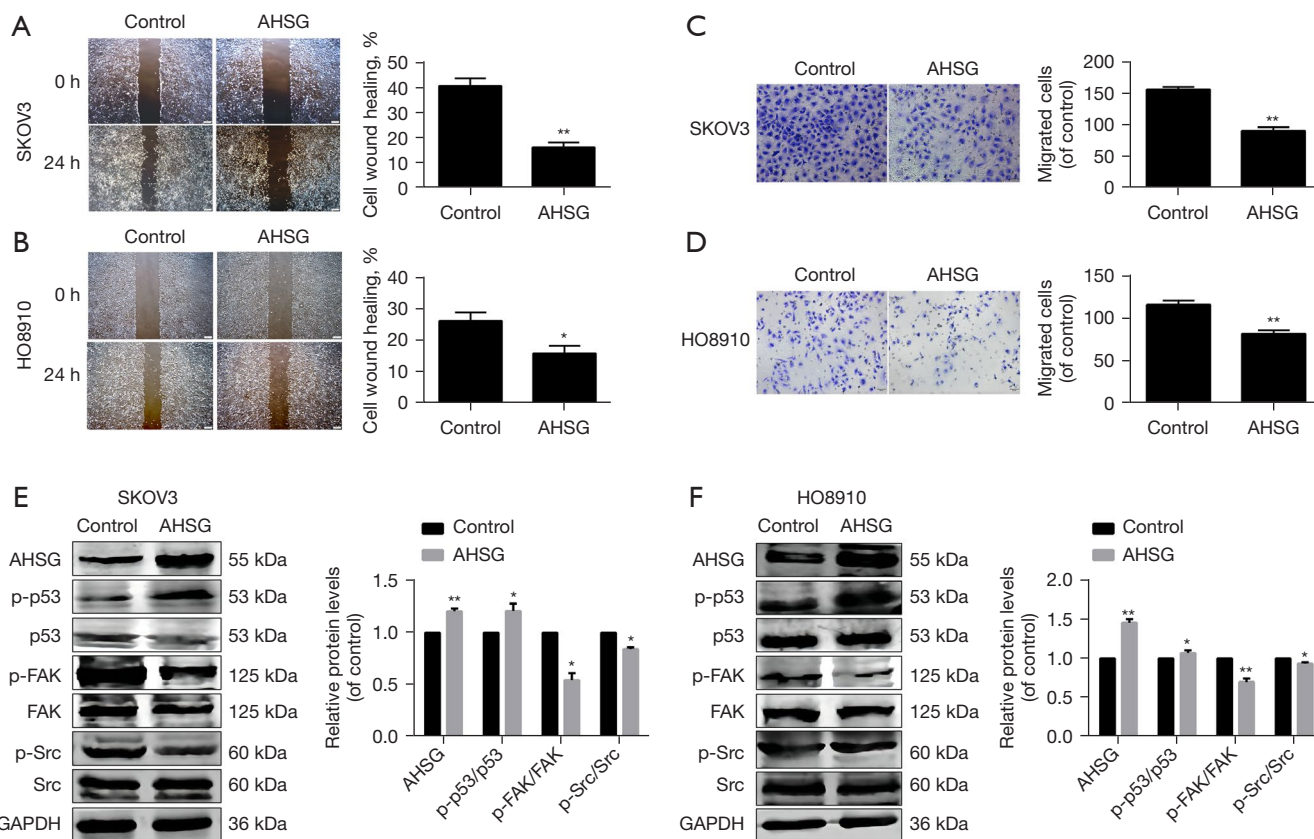 A
Control
AHSG
0 h
24 h
SKOV3
Cell wound healing, %
50
40
30
20
10
0
**
Control
AHSG
B
Control
AHSG
0 h
24 h
HO8910
Cell wound healing, %
40
30
20
10
0
*
Control
AHSG
C
Control
AHSG
SKOV3
Migrated cells
(of control)
200
150
100
50
0
**
Control
AHSG
D
Control
AHSG
HO8910
Migrated cells
(of control)
150
100
50
0
**
Control
AHSG
E
SKOV3
Control AHSG
AHSG 55 kDa
p-p53 53 kDa
p53 53 kDa
p-FAK 125 kDa
FAK 125 kDa
p-Src 60 kDa
Src 60 kDa
GAPDH 36 kDa
Control
AHSG
Relative protein levels
(of control)
1.5
1.0
0.5
0.0
**
*
*
*
AHSG
p-p53/p53
p-FAK/FAK
p-Src/Src
F
HO8910
Control AHSG
AHSG 55 kDa
p-p53 53 kDa
p53 53 kDa
p-FAK 125 kDa
FAK 125 kDa
p-Src 60 kDa
Src 60 kDa
GAPDH 36 kDa
Control
AHSG
Relative protein levels
(of control)
2.0
1.5
1.0
0.5
0.0
**
*
**
*
AHSG
p-p53/p53
p-FAK/FAK
p-Src/Src